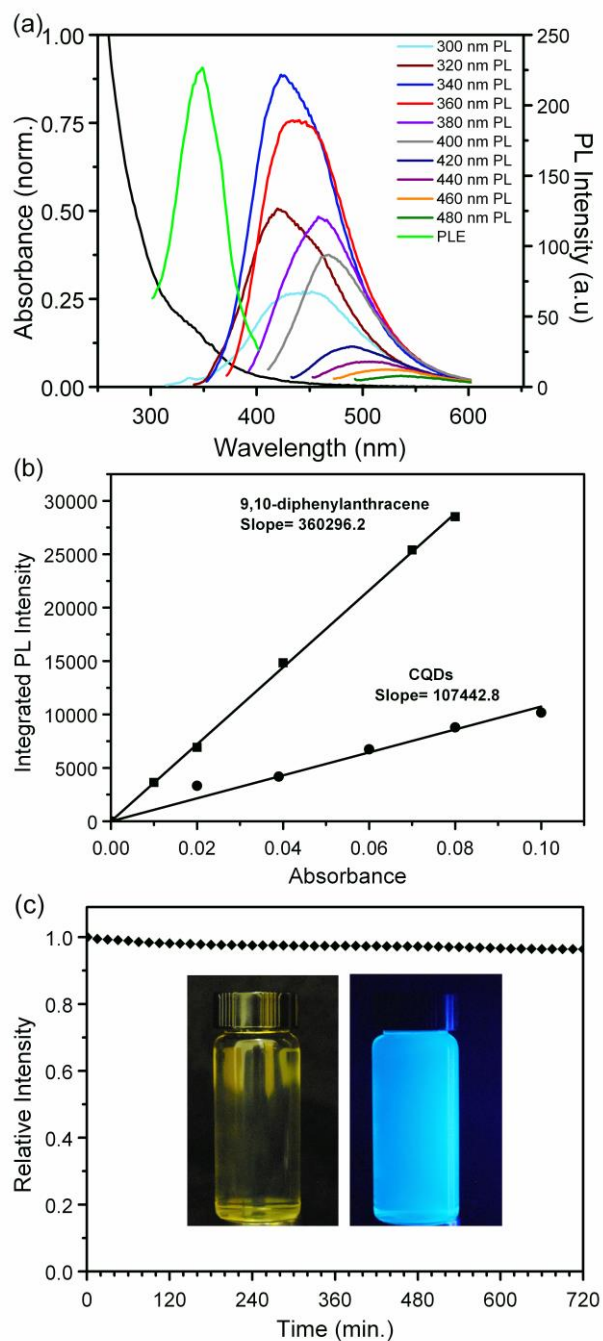 (a)
1.00
0.75
0.50
0.25
0.00
Absorbance (norm.)
250
200
150
100
50
0
PL Intensity (a.u)
300 nm PL
320 nm PL
340 nm PL
360 nm PL
380 nm PL
400 nm PL
420 nm PL
440 nm PL
460 nm PL
480 nm PL
PLE
300 400 500 600
Wavelength (nm)
(b)
30000
25000
20000
15000
10000
5000
0
Integrated PL Intensity
9,10-diphenylanthracene
Slope= 360296.2
CQDs
Slope= 107442.8
0.00 0.02 0.04 0.06 0.08 0.10
Absorbance
(c)
1.0
0.8
0.6
0.4
0.2
0.0
Relative Intensity
0 120 240 360 480 600 720
Time (min.)